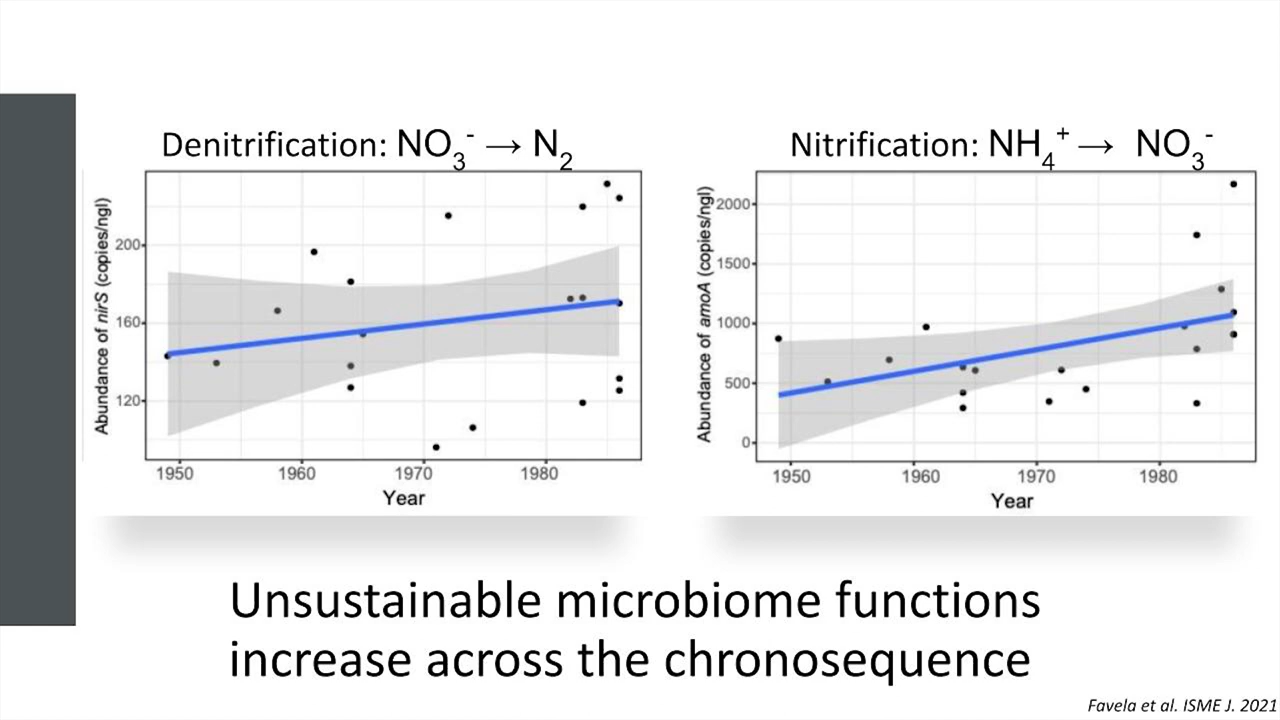 Denitrification: NO3- → N2
Abundance of nirS (copies/ngl)
200
160
120
1950 1960 1970 1980
Year
Nitrification: NH4+ → NO3-
Abundance of amoA (copies/ngl)
2000
1500
1000
500
0
1950 1960 1970 1980
Year
Unsustainable microbiome functions
increase across the chronosequence
Favela et al. ISME J. 2021